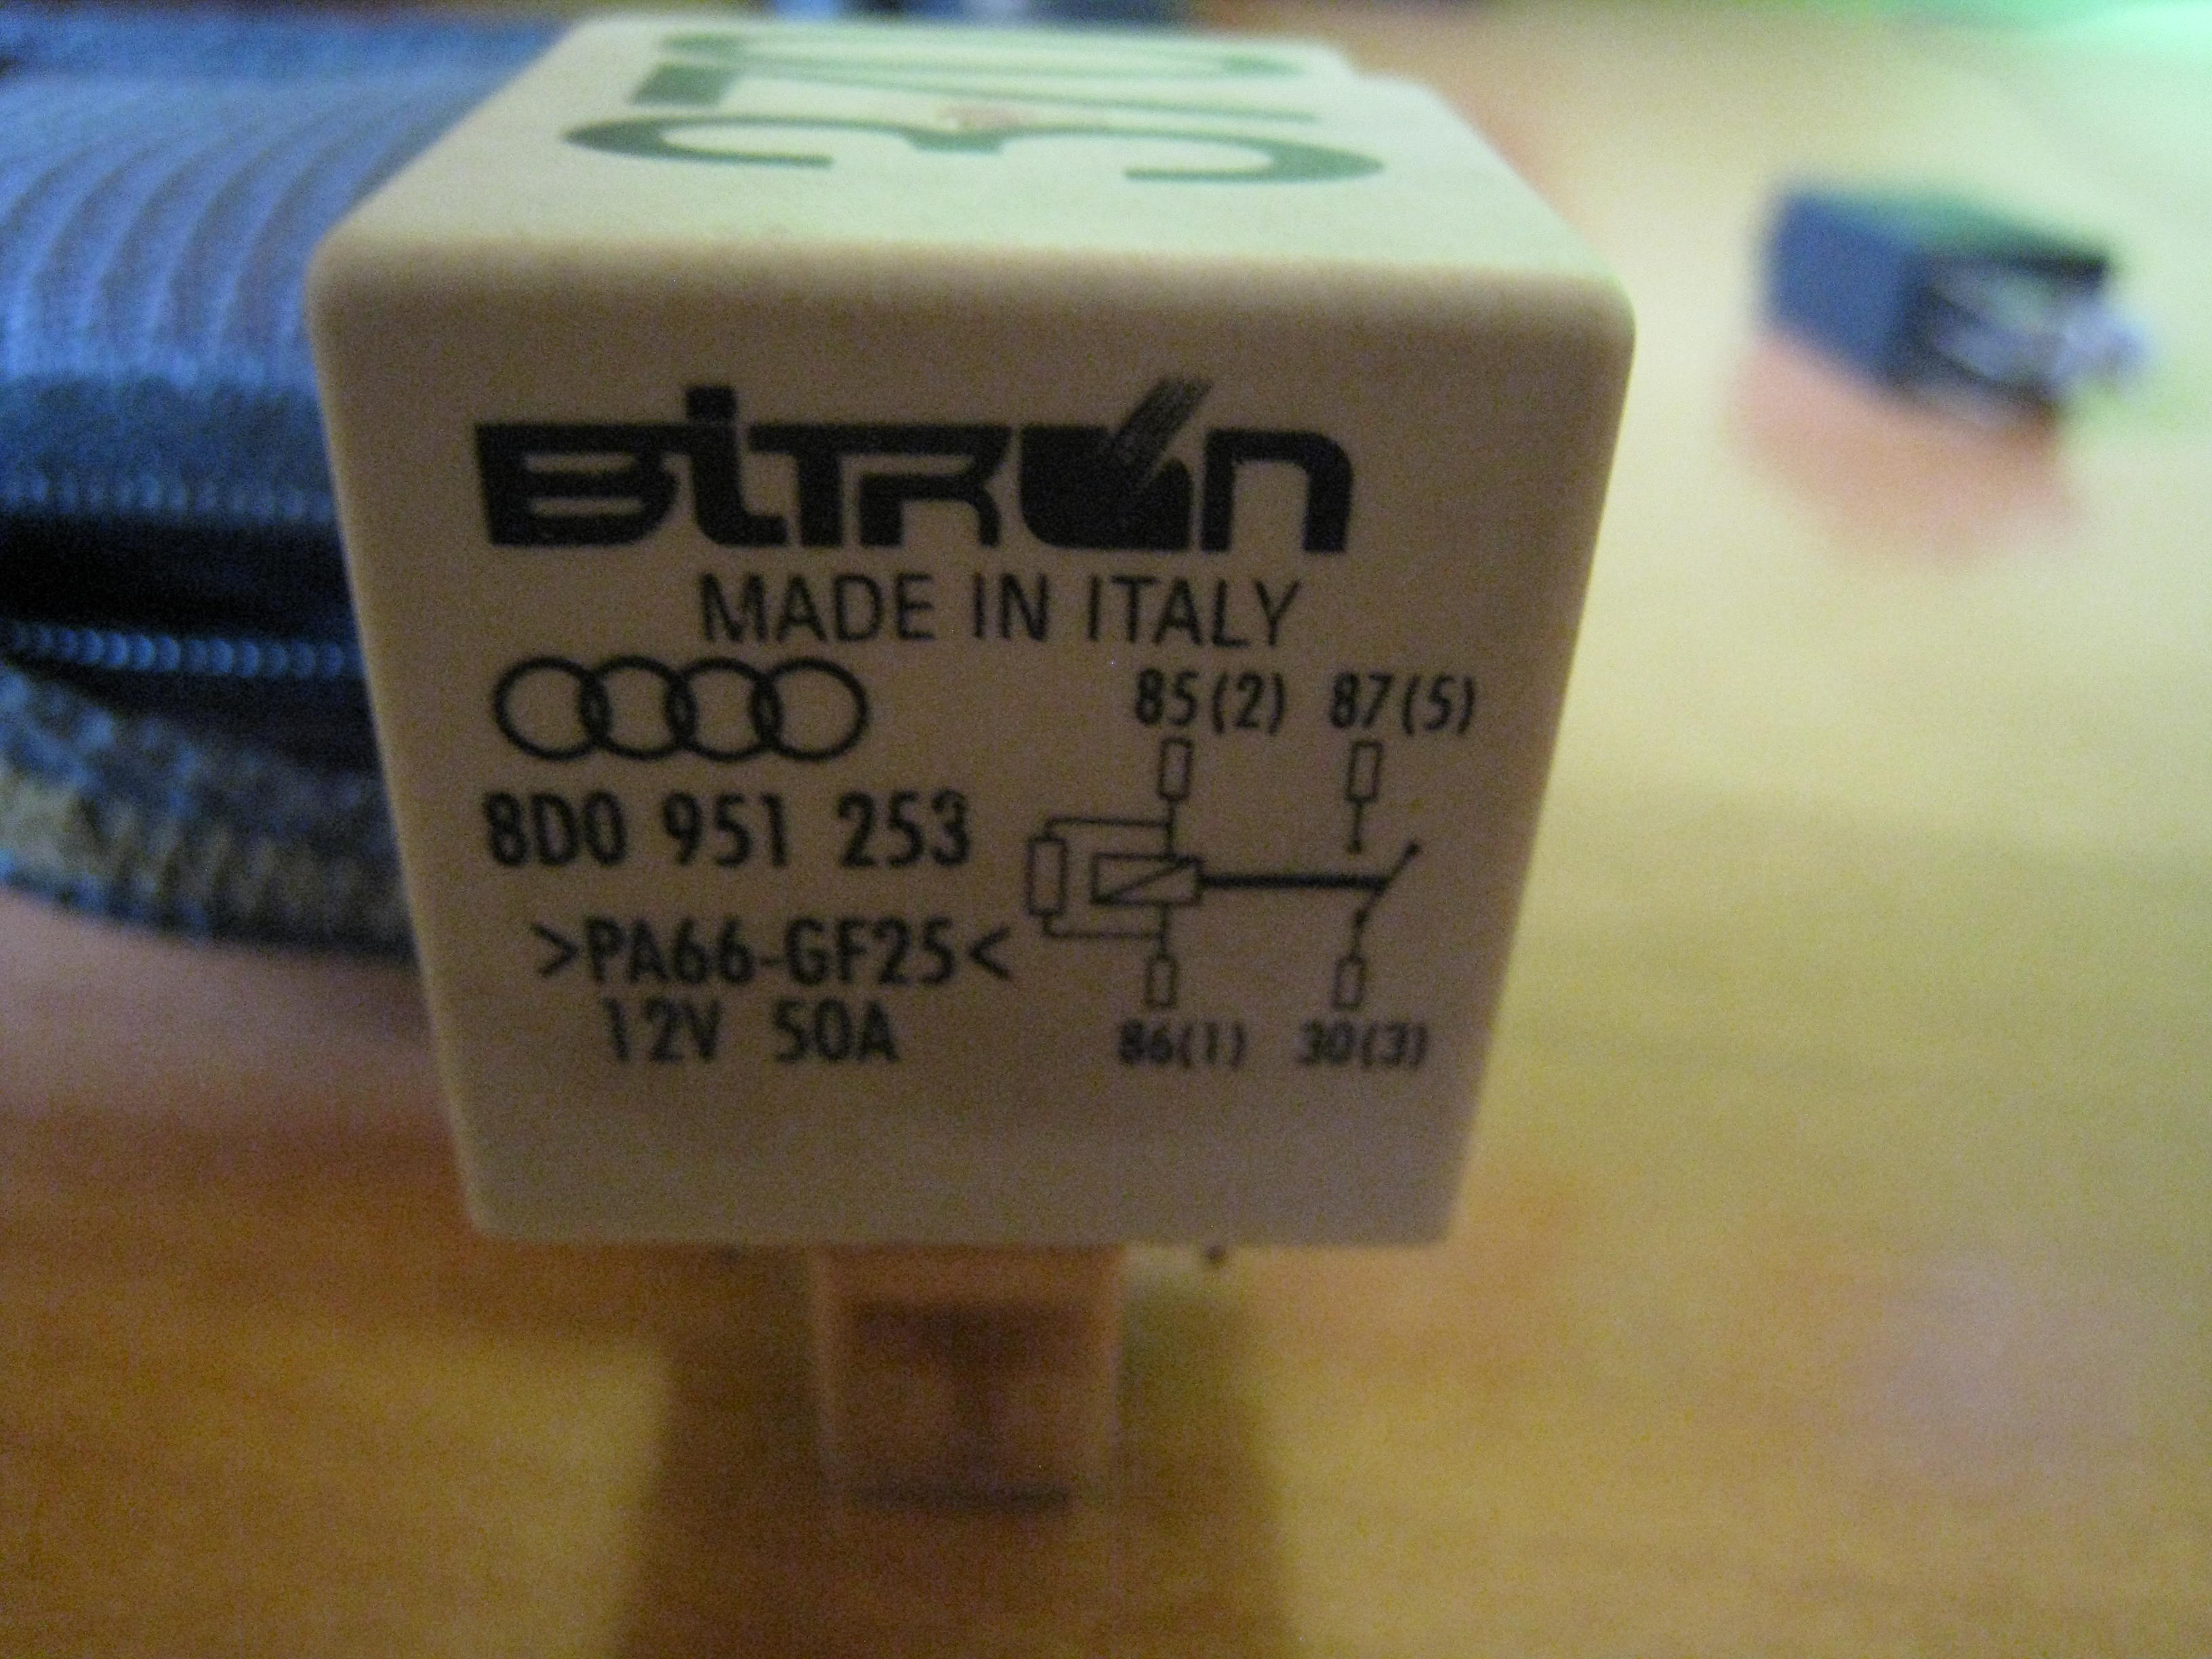 370
BiTRON
MADE IN ITALY
8D0 951 253
>PA66-GF25<
12V 50A
85(2) 87(5)
86(1) 30(3)